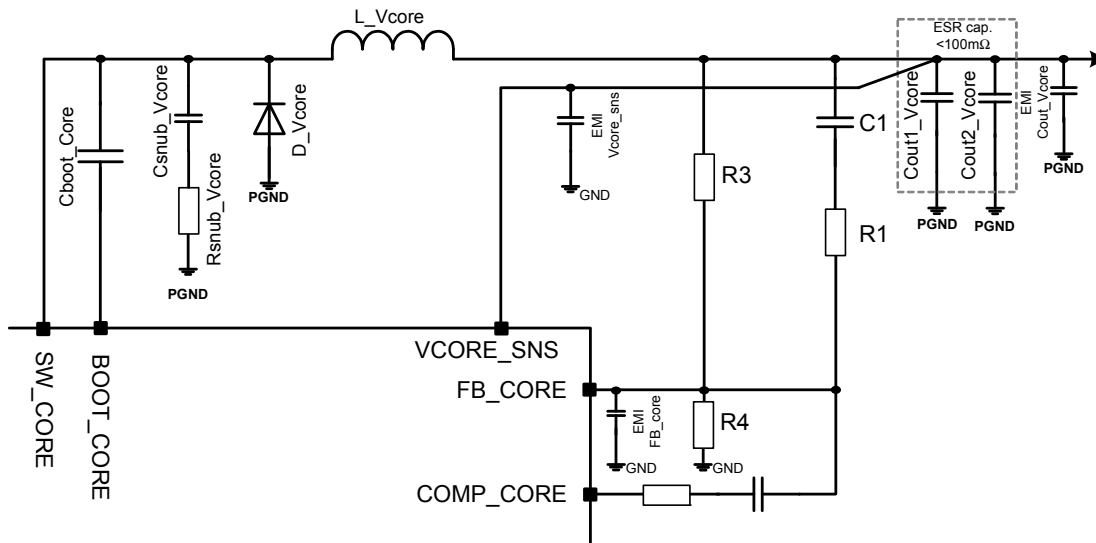 L_Vcore
ESR cap.
<100mΩ
Cboot_Core
Csnub_Vcore
Rsnub_Vcore
D_Vcore
PGND
PGND
EMI
Vcore_sns
GND
R3
C1
R1
Cout1_Vcore
Cout2_Vcore
EMI
Cout_Vcore
PGND
PGND
PGND
SW_CORE
BOOT_CORE
VCORE_SNS
FB_CORE
EMI
FB_core
R4
GND
GND
COMP_CORE